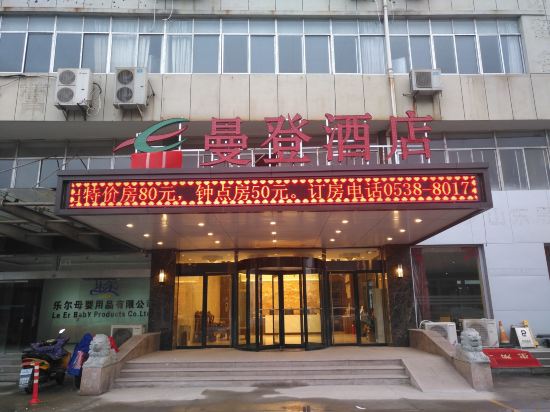 曼登酒店
特价房80元，钟点房50元。订房电话0538-8017
乐尔母婴用品有限公司
Le Er BabY Products Co.Ltd